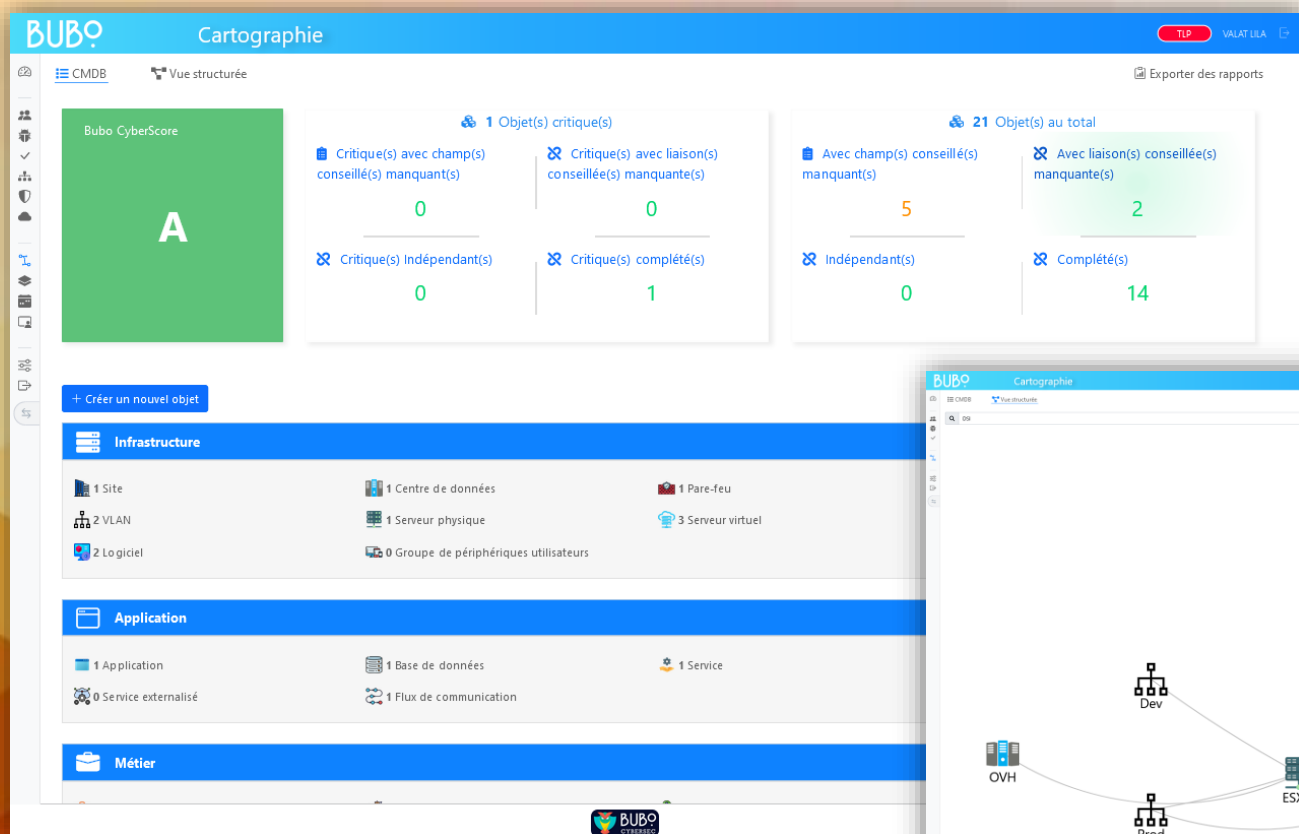 BUBO
Cartographie
TLP
VALAT LILA
CMDB
Vue structurée
Exporter des rapports
Bubo CyberScore
A
1 Objet(s) critique(s)
Critique(s) avec champ(s)
conseillé(s) manquant(s)
0
Critique(s) avec liaison(s)
conseillée(s) manquante(s)
0
Critique(s) Indépendant(s)
0
Critique(s) complété(s)
1
21 Objet(s) au total
Avec champ(s) conseillé(s)
manquant(s)
5
Avec liaison(s) conseillée(s)
manquante(s)
2
Indépendant(s)
0
Complété(s)
14
+ Créer un nouvel objet
Infrastructure
1 Site
1 Centre de données
1 Pare-feu
2 VLAN
1 Serveur physique
3 Serveur virtuel
2 Logiciel
0 Groupe de périphériques utilisateurs
Application
1 Application
1 Base de données
1 Service
0 Service externalisé
1 Flux de communication
Métier
BUBO
CYBERSEC
BUBO
Cartographie
CMDB
Vue structurée
DSI
Dev
OVH
ESX
Prod